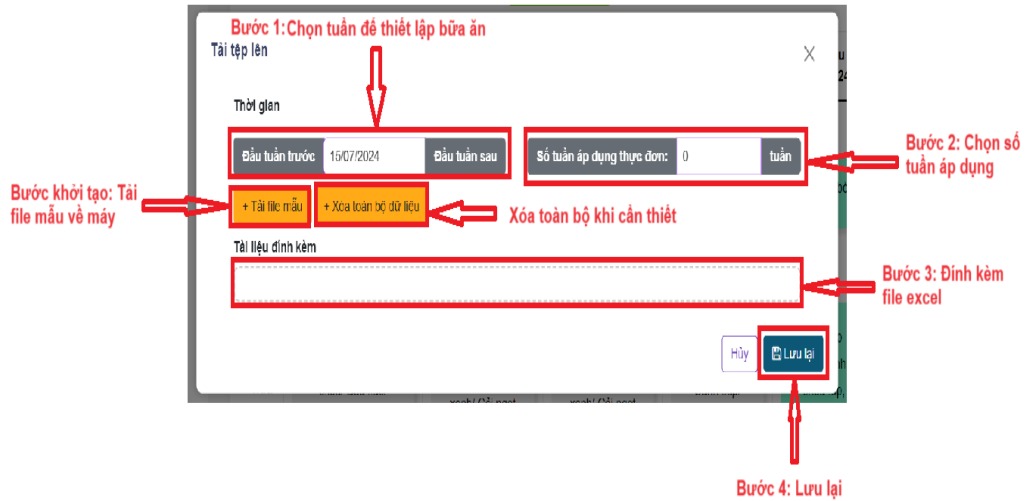 Bước 1: Chọn tuần để thiết lập bữa ăn
Tải tệp lên
X
Thời gian
Đầu tuần trước 15/07/2024 Đầu tuần sau
Số tuần áp dụng thực đơn: 0 tuần
Bước 2: Chọn số
tuần áp dụng
Bước khởi tạo: Tải
file mẫu về máy
+ Tải file mẫu
+ Xóa toàn bộ dữ liệu
Xóa toàn bộ khi cần thiết
Tài liệu đính kèm
Bước 3: Đính kèm
file excel
Hủy
Lưu lại
Bước 4: Lưu lại